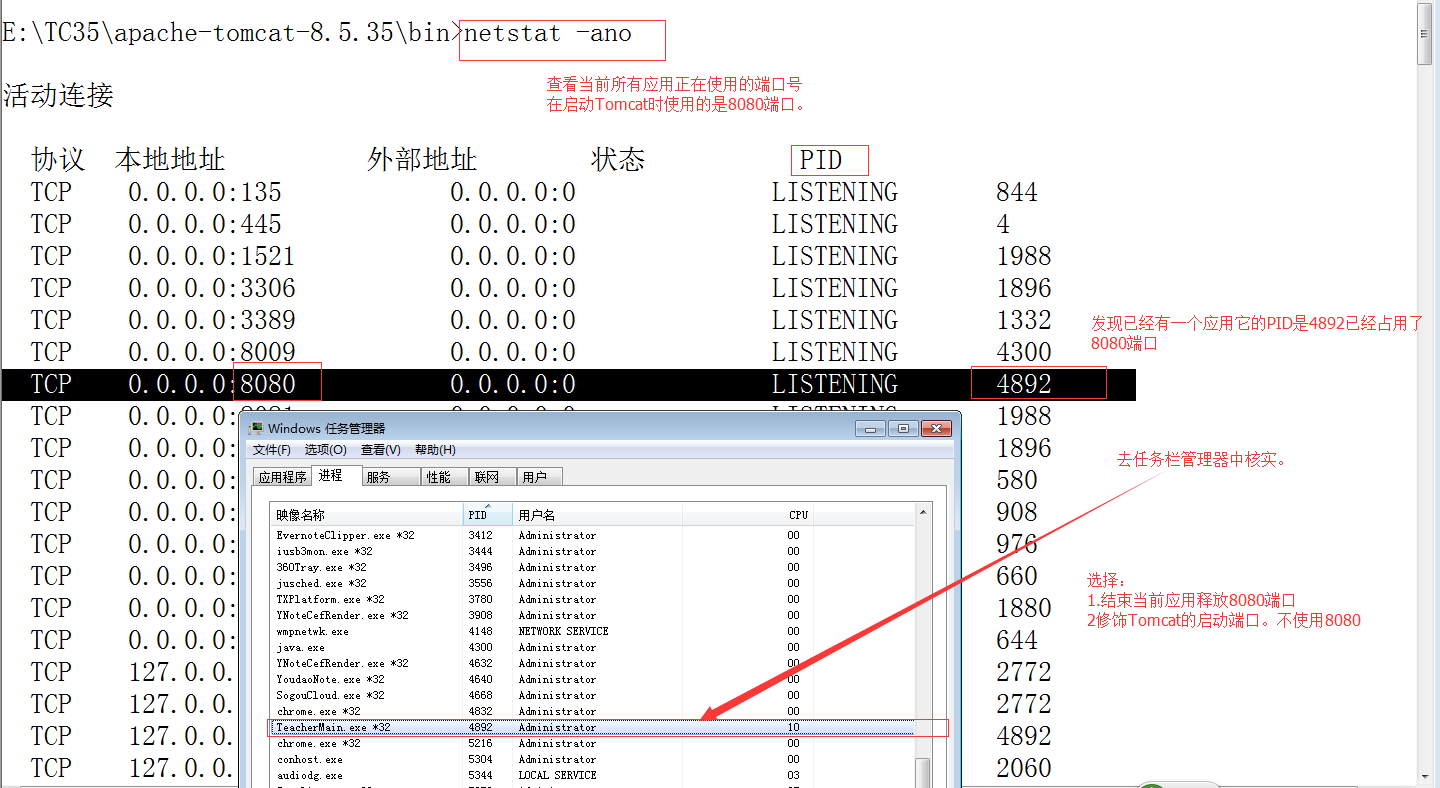 E:\TC35\apache-tomcat-8.5.35\bin>netstat -ano
查看当前所有应用正在使用的端口号
在启动Tomcat时使用的是8080端口。
活动连接
协议 本地地址 外部地址 状态 PID
TCP 0.0.0.0:135 0.0.0.0:0 LISTENING 844
TCP 0.0.0.0:445 0.0.0.0:0 LISTENING 4
TCP 0.0.0.0:1521 0.0.0.0:0 LISTENING 1988
TCP 0.0.0.0:3306 0.0.0.0:0 LISTENING 1896
TCP 0.0.0.0:3389 0.0.0.0:0 LISTENING 1332
TCP 0.0.0.0:8009 0.0.0.0:0 LISTENING 4300
发现已经有一个应用它的PID是4892已经占用了
8080端口
TCP 0.0.0.0:8080 0.0.0.0:0 LISTENING 4892
TCP 0.0.0.0: 1988
TCP 0.0.0.0: 1896
TCP 0.0.0.0: 580
TCP 0.0.0.0: 908
TCP 0.0.0.0: 976
TCP 0.0.0.0: 660
TCP 0.0.0.0: 1880
TCP 0.0.0.0: 644
TCP 127.0.0. 2772
TCP 127.0.0. 2772
TCP 127.0.0. 4892
TCP 127.0.0. 2060
去任务栏管理器中核实。
选择：
1.结束当前应用释放8080端口
2修饰Tomcat的启动端口。不使用8080
Windows 任务管理器
文件(F) 选项(O) 查看(V) 帮助(H)
应用程序 进程 服务 性能 联网 用户
映像名称 PID 用户名 CPU
EvernoteClipper.exe *32 3412 Administrator 00
iusb3mon.exe *32 3444 Administrator 00
360Tray.exe *32 3496 Administrator 00
jusched.exe *32 3556 Administrator 00
TXPlatform.exe *32 3780 Administrator 00
YNoteCefRender.exe *32 3908 Administrator 00
wmpnetwk.exe 4148 NETWORK SERVICE 00
java.exe 4300 Administrator 00
YNoteCefRender.exe *32 4632 Administrator 00
YoudaoNote.exe *32 4640 Administrator 00
SogouCloud.exe *32 4668 Administrator 00
chrome.exe *32 4832 Administrator 00
TeacherMain.exe *32 4892 Administrator 10
chrome.exe *32 5216 Administrator 00
conhost.exe 5304 Administrator 00
audiodg.exe 5344 LOCAL SERVICE 03